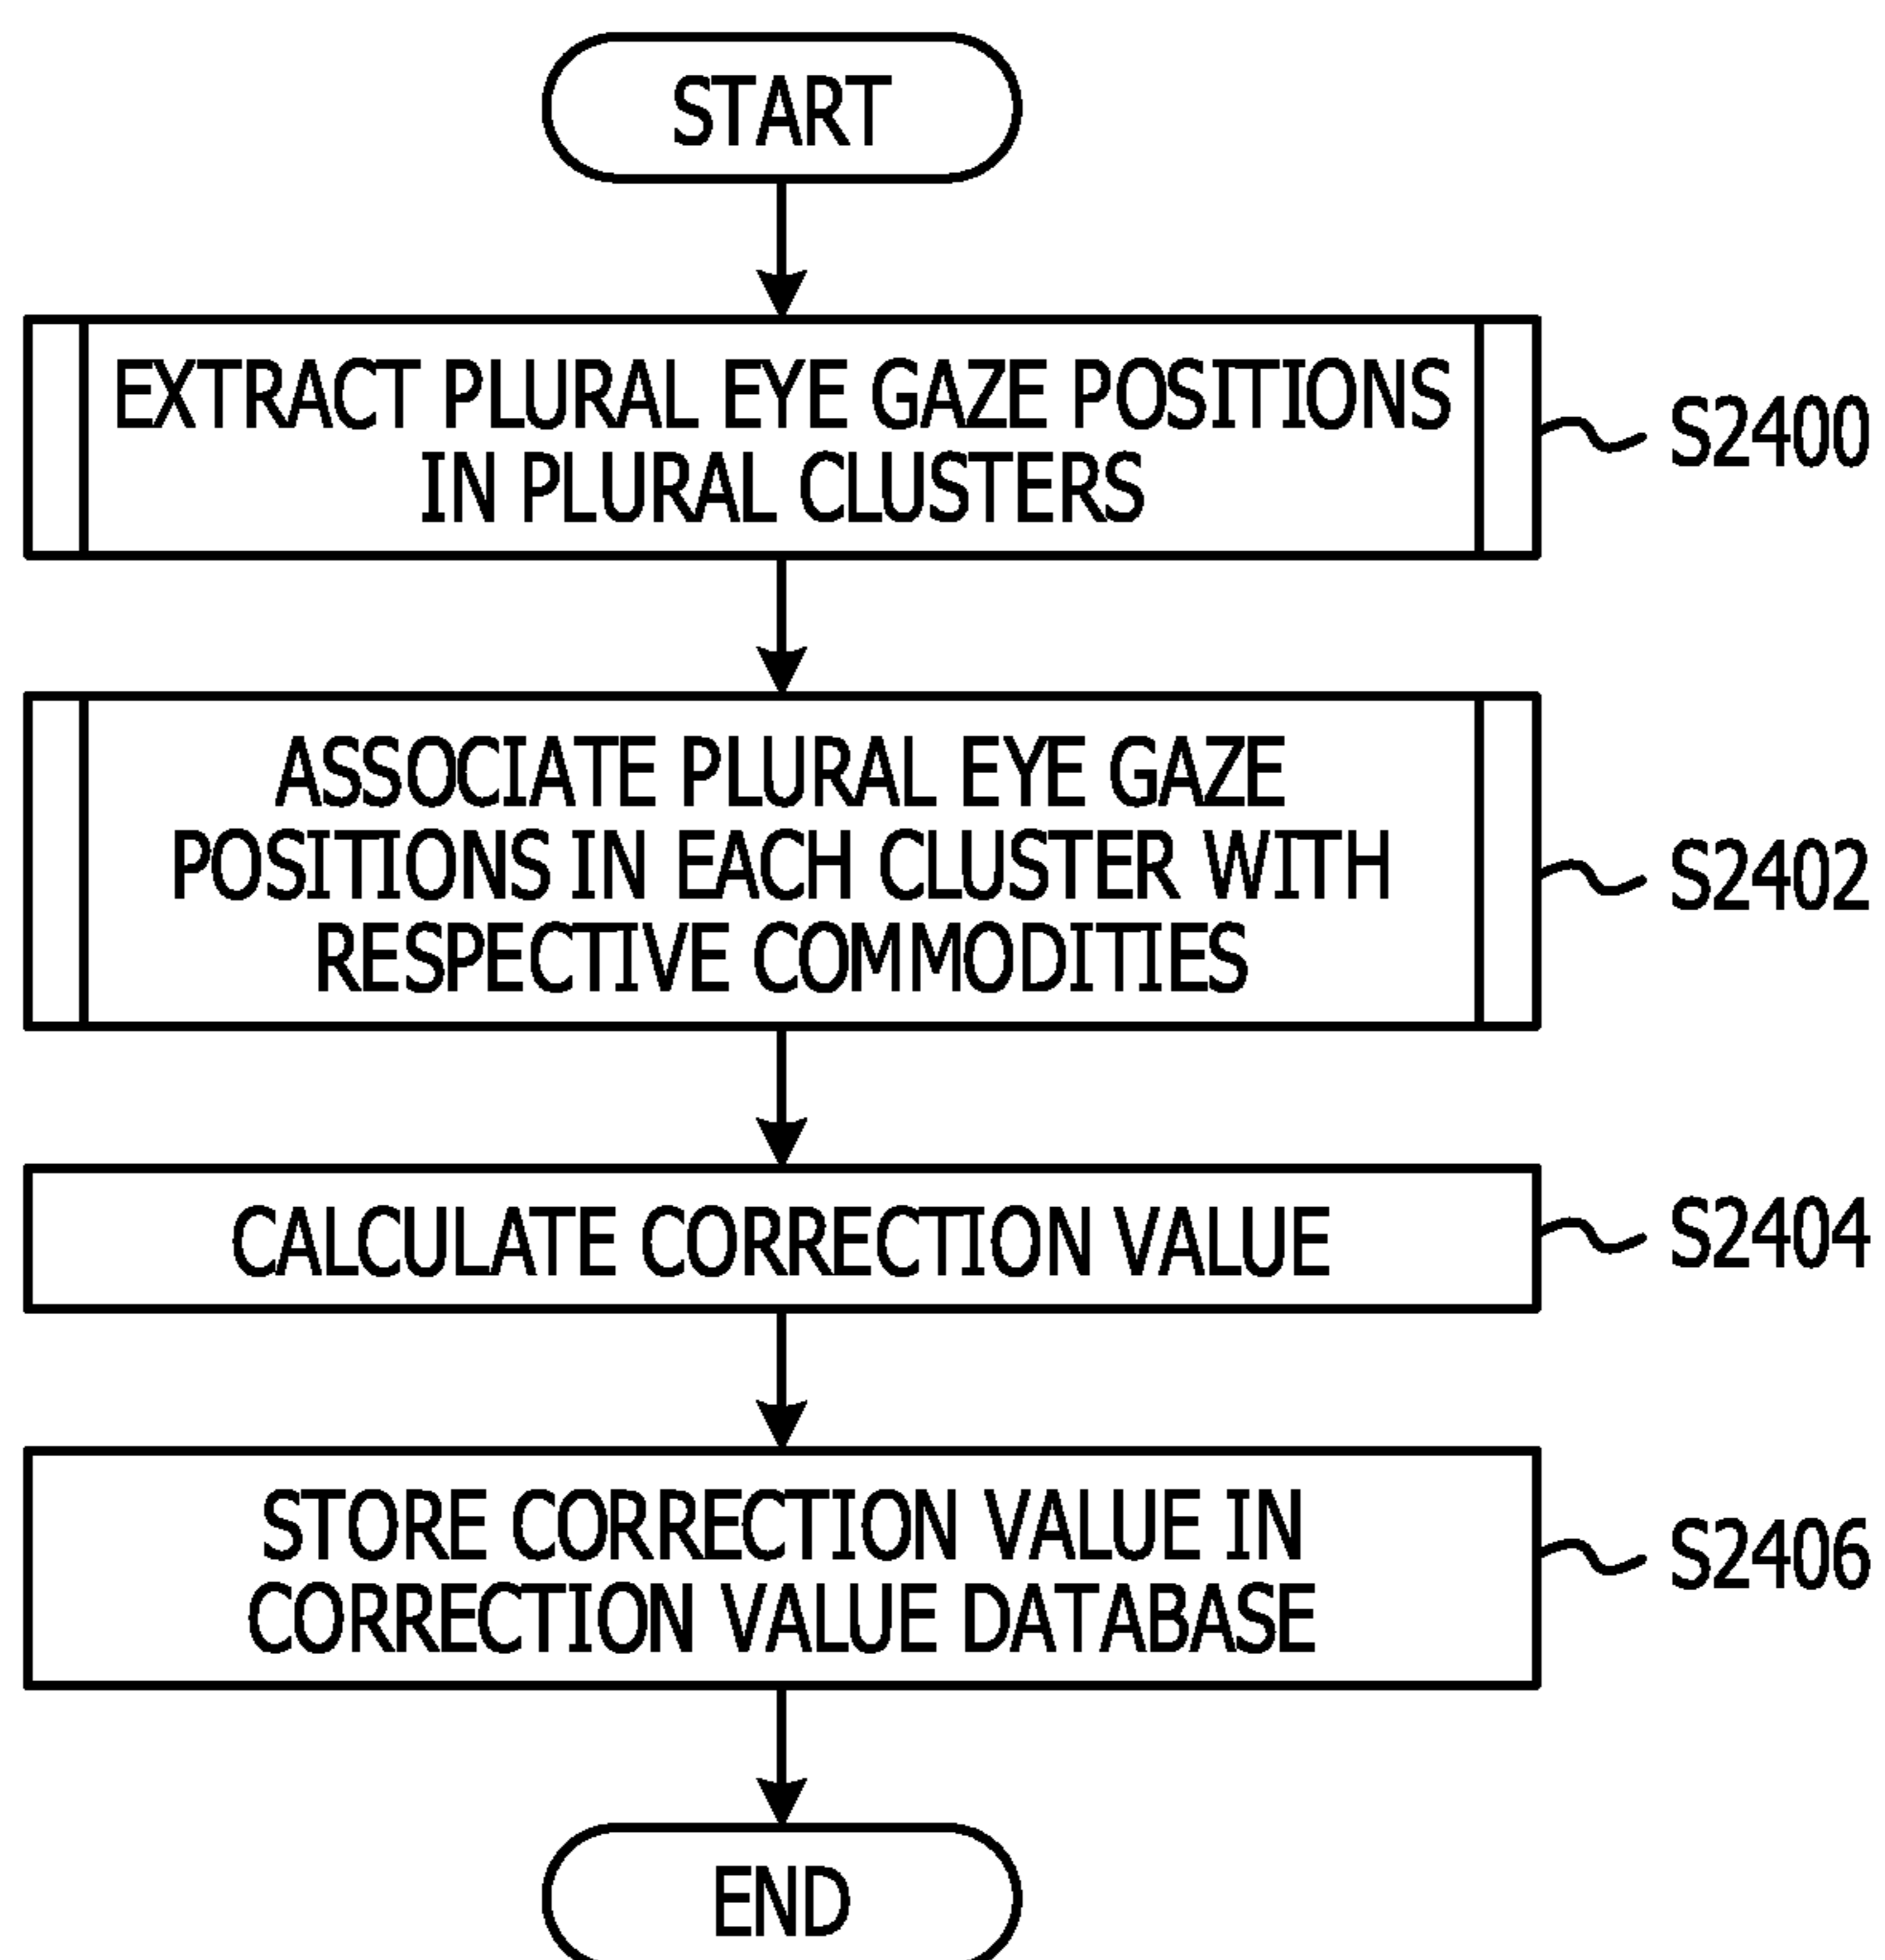 START
EXTRACT PLURAL EYE GAZE POSITIONS
IN PLURAL CLUSTERS
S2400
ASSOCIATE PLURAL EYE GAZE
POSITIONS IN EACH CLUSTER WITH
RESPECTIVE COMMODITIES
S2402
CALCULATE CORRECTION VALUE
S2404
STORE CORRECTION VALUE IN
CORRECTION VALUE DATABASE
S2406
END